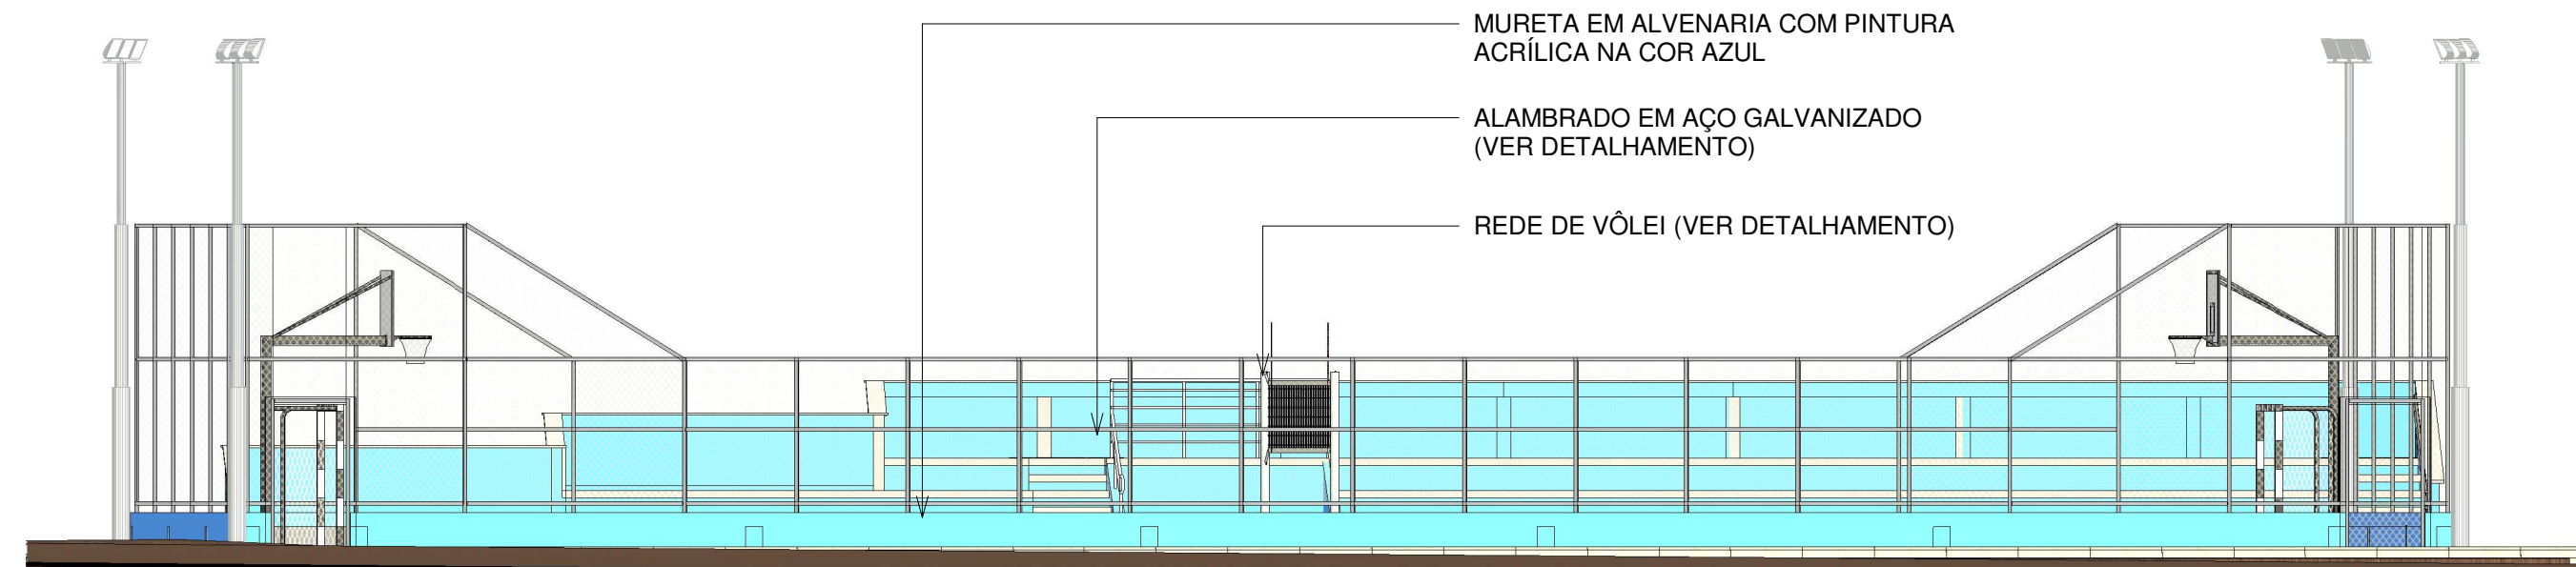 MURETA EM ALVENARIA COM PINTURA
ACRÍLICA NA COR AZUL
ALAMBRADO EM AÇO GALVANIZADO
(VER DETALHAMENTO)
REDE DE VÔLEI (VER DETALHAMENTO)